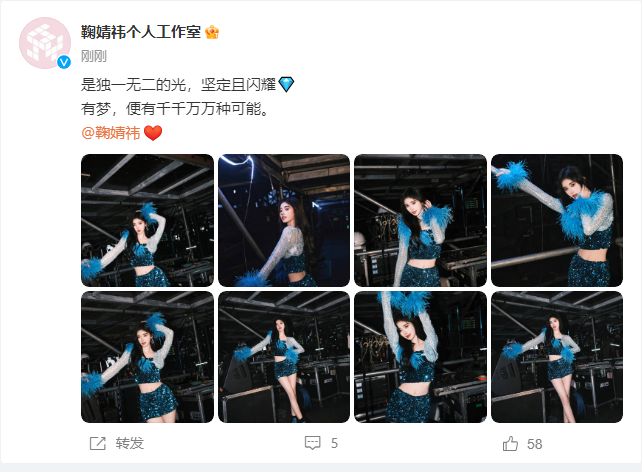 鞠婧祎个人工作室
刚刚
是独一无二的光，坚定且闪耀💎
有梦，便有千千万万种可能。
@鞠婧祎❤️
转发
5
58